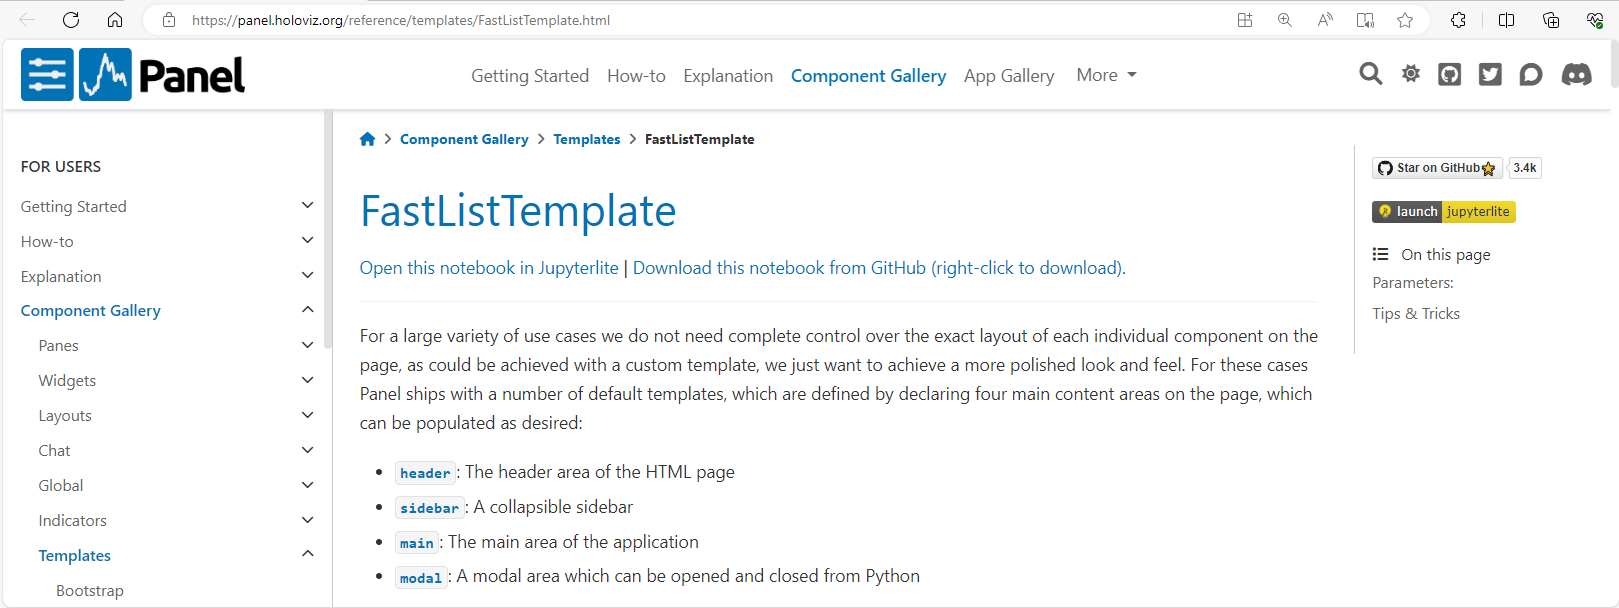 https://panel.holoviz.org/reference/templates/FastListTemplate.html
Panel
Getting Started How-to Explanation Component Gallery App Gallery More
Component Gallery > Templates > FastListTemplate
FOR USERS
Getting Started
How-to
Explanation
Component Gallery
Panes
Widgets
Layouts
Chat
Global
Indicators
Templates
Bootstrap
FastListTemplate
Open this notebook in Jupyterlite | Download this notebook from GitHub (right-click to download).
For a large variety of use cases we do not need complete control over the exact layout of each individual component on the
page, as could be achieved with a custom template, we just want to achieve a more polished look and feel. For these cases
Panel ships with a number of default templates, which are defined by declaring four main content areas on the page, which
can be populated as desired:
• header: The header area of the HTML page
• sidebar: A collapsible sidebar
• main: The main area of the application
• modal: A modal area which can be opened and closed from Python
Star on GitHub 3.4k
launch jupyterlite
On this page
Parameters:
Tips & Tricks